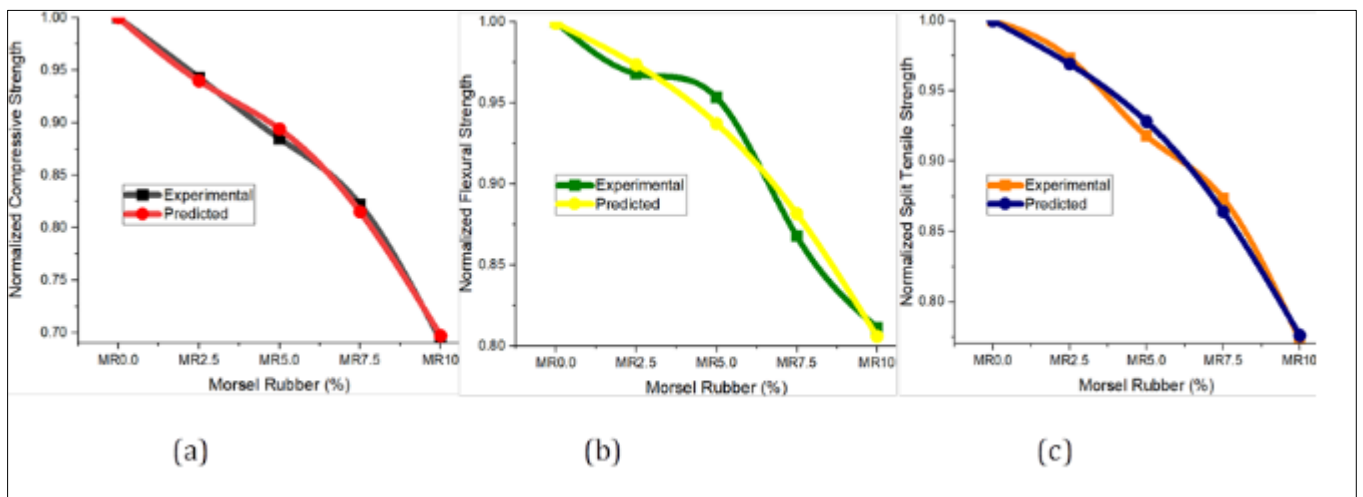 Normalized Compressive Strength
1.00
0.95
0.90
0.85
0.80
0.75
0.70
Experimental
Predicted
MR0.0 MR2.5 MR5.0 MR7.5 MR10
Morsel Rubber (%)
(a)
Normalized Flexural Strength
1.00
0.95
0.90
0.85
0.80
Experimental
Predicted
MR0.0 MR2.5 MR5.0 MR7.5 MR10
Morsel Rubber (%)
(b)
Normalized Split Tensile Strength
1.00
0.95
0.90
0.85
0.80
Experimental
Predicted
MR0.0 MR2.5 MR5.0 MR7.5 MR10
Morsel Rubber (%)
(c)